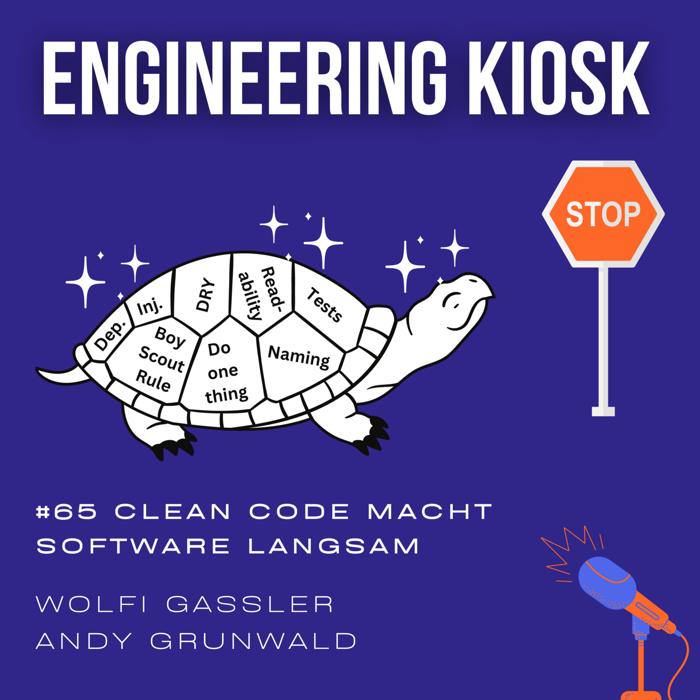 ENGINEERING KIOSK
STOP
Dep.
Inj.
DRY
Read-
ability
Tests
Boy
Scout
Rule
Do
one
thing
Naming
#65 CLEAN CODE MACHT
SOFTWARE LANGSAM
WOLFI GASSLER
ANDY GRUNWALD